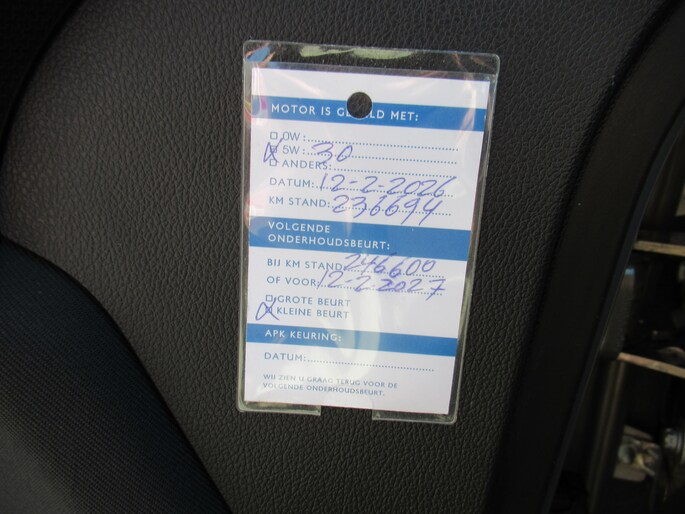 MOTOR IS GEVULD MET:
0W:
5W: 30
ANDERS:
DATUM: 12-2-2026
KM STAND: 236694
VOLGENDE
ONDERHOUDSBEURT:
BIJ KM STAND: 246600
OF VOOR: 12-2-2027
GROTE BEURT
KLEINE BEURT
APK KEURING:
DATUM:
WIJ ZIEN U GRAAG TERUG VOOR DE
VOLGENDE ONDERHOUDSBEURT.